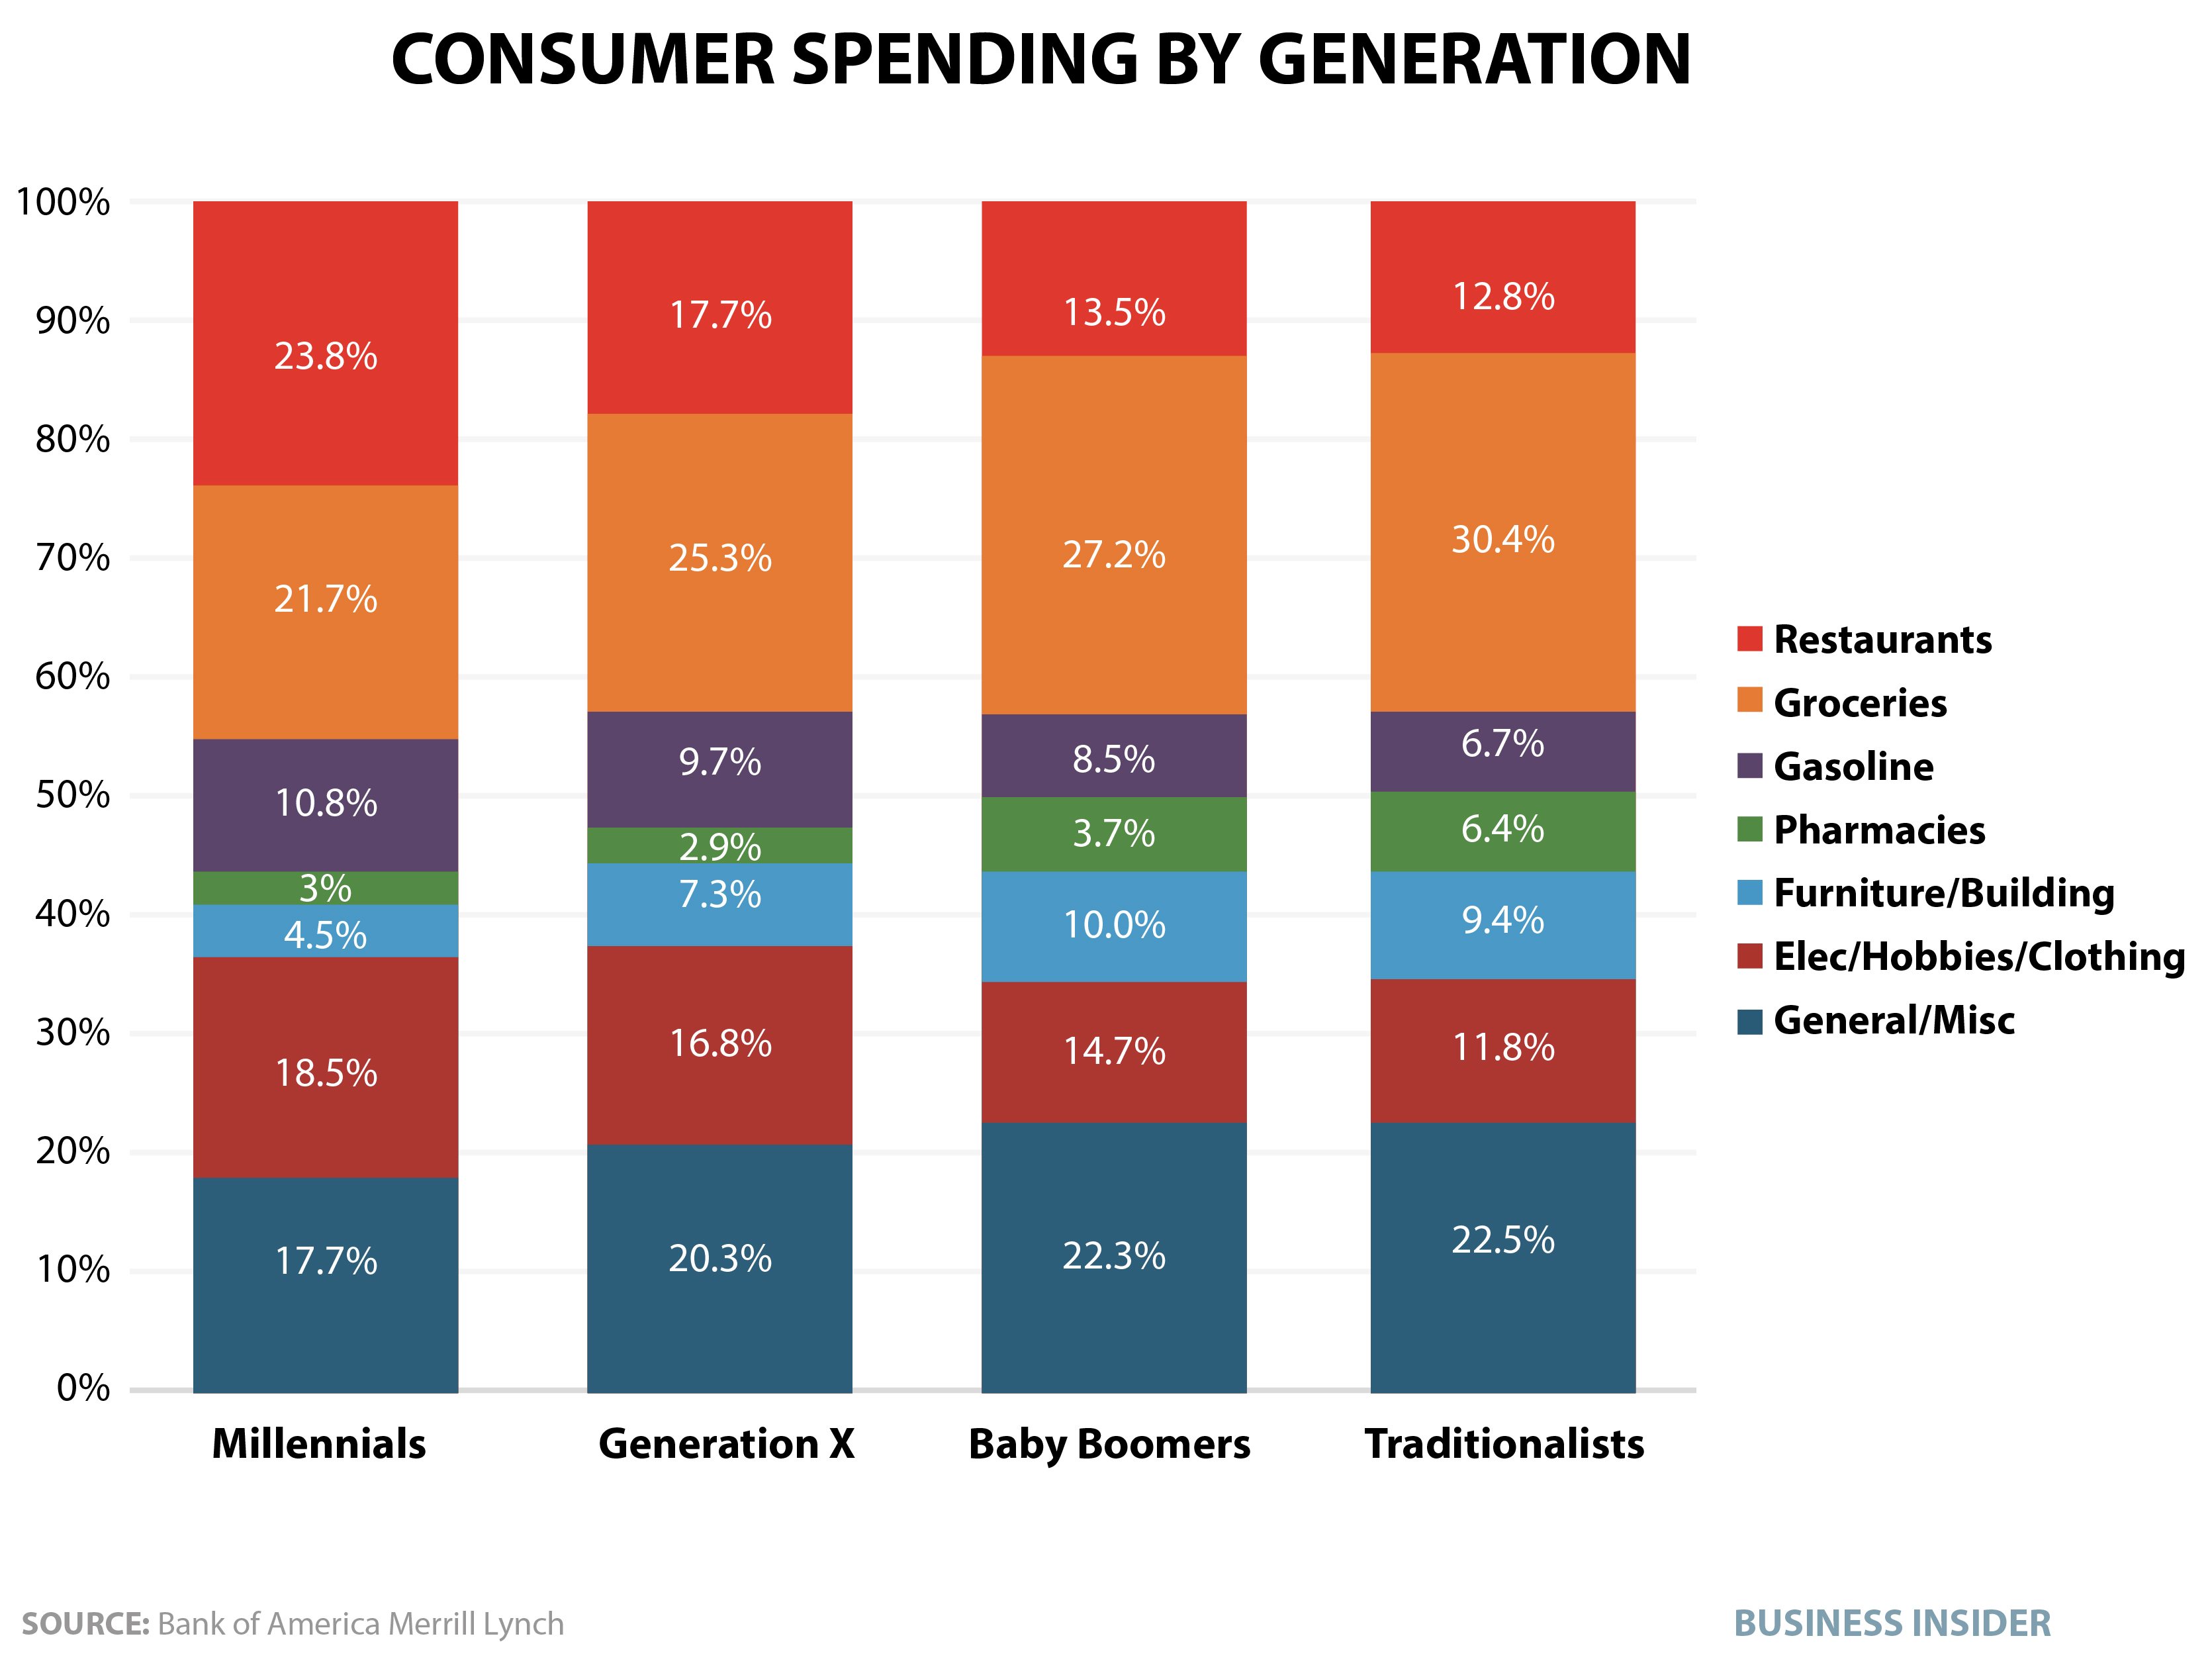 CONSUMER SPENDING BY GENERATION
100%
90%
80%
70%
60%
50%
40%
30%
20%
10%
0%
23.8%
21.7%
10.8%
3%
4.5%
18.5%
17.7%
17.7%
25.3%
9.7%
2.9%
7.3%
16.8%
20.3%
13.5%
27.2%
8.5%
3.7%
10.0%
14.7%
22.3%
12.8%
30.4%
6.7%
6.4%
9.4%
11.8%
22.5%
Restaurants
Groceries
Gasoline
Pharmacies
Furniture/Building
Elec/Hobbies/Clothing
General/Misc
Millennials
Generation X
Baby Boomers
Traditionalists
SOURCE: Bank of America Merrill Lynch
BUSINESS INSIDER